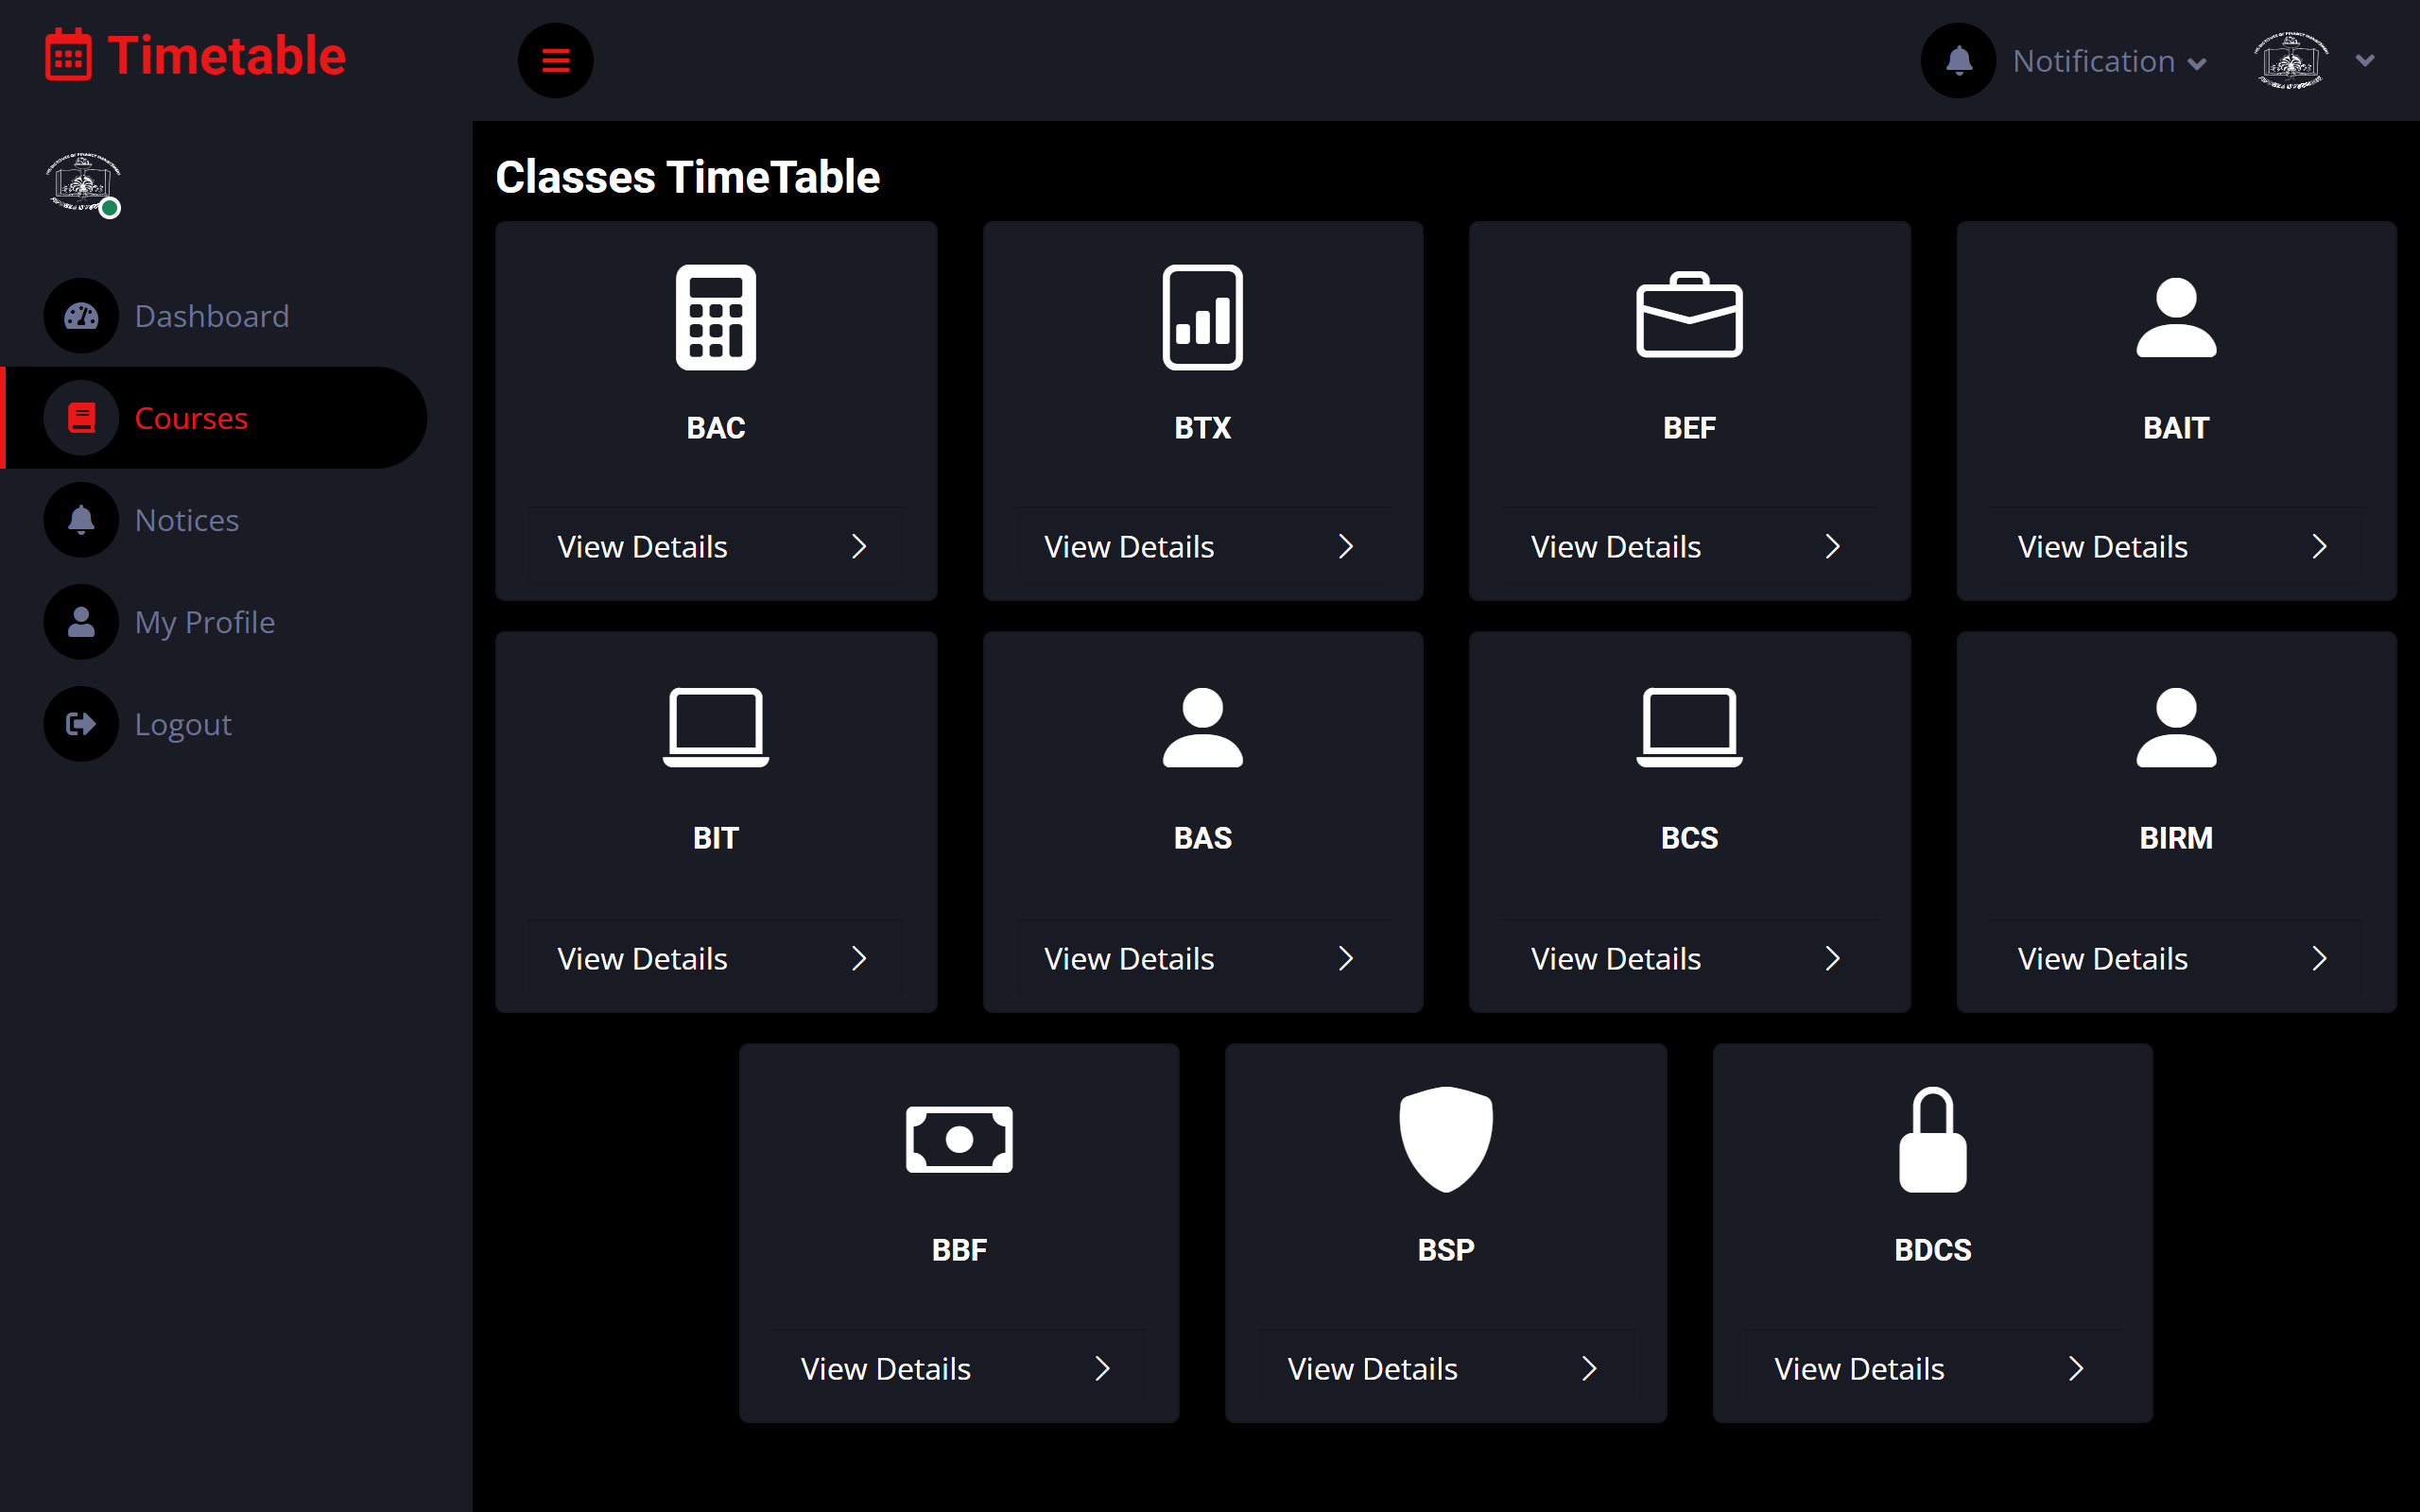 Timetable
Notification
Dashboard
Courses
Notices
My Profile
Logout
Classes TimeTable
BAC
BTX
BEF
BAIT
View Details
View Details
View Details
View Details
BIT
BAS
BCS
BIRM
View Details
View Details
View Details
View Details
BBF
BSP
BDCS
View Details
View Details
View Details